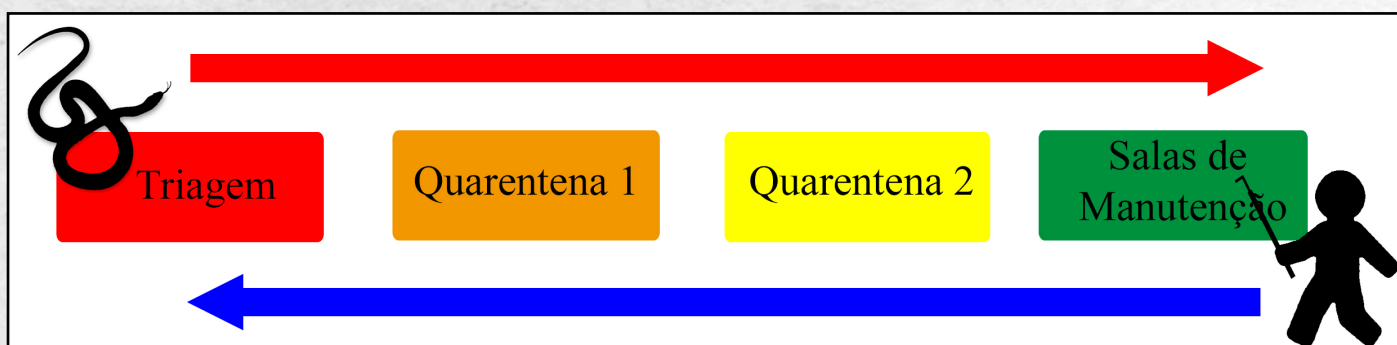 Triagem
Quarentena 1
Quarentena 2
Salas de
Manutenção